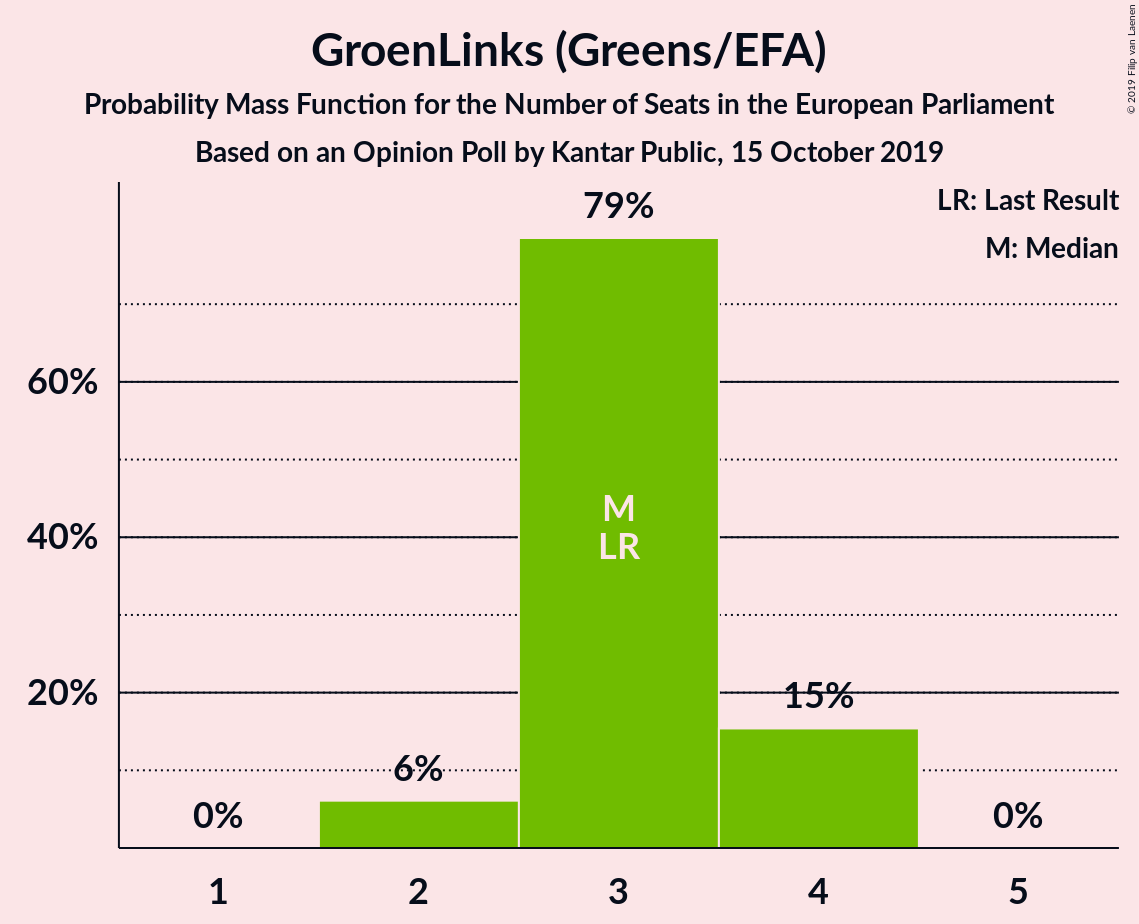 GroenLinks (Greens/EFA)
Probability Mass Function for the Number of Seats in the European Parliament
Based on an Opinion Poll by Kantar Public, 15 October 2019
© 2019 Filip van Laenen
LR: Last Result
M: Median
79%
60%
M
40%
LR
20%
15%
6%
0%
0%
1 2 3 4 5